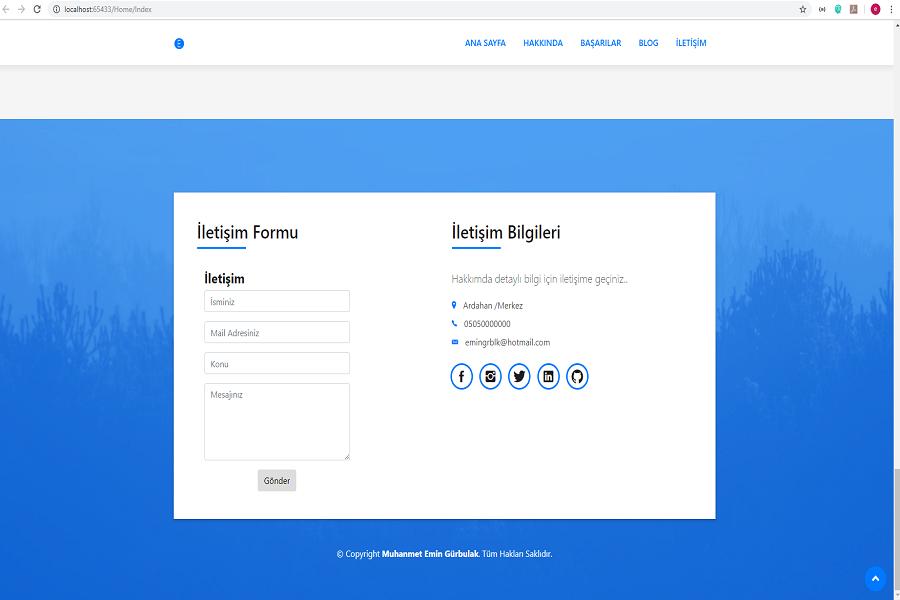 localhost:65433/Home/Index
E
ANA SAYFA HAKKINDA BAŞARILAR BLOG İLETİŞİM
İletişim Formu
İletişim
İsminiz
Mail Adresiniz
Konu
Mesajınız
Gönder
İletişim Bilgileri
Hakkımda detaylı bilgi için iletişime geçiniz..
Ardahan /Merkez
05050000000
emingrblk@hotmail.com
© Copyright Muhanmet Emin Gürbulak. Tüm Hakları Saklıdır.